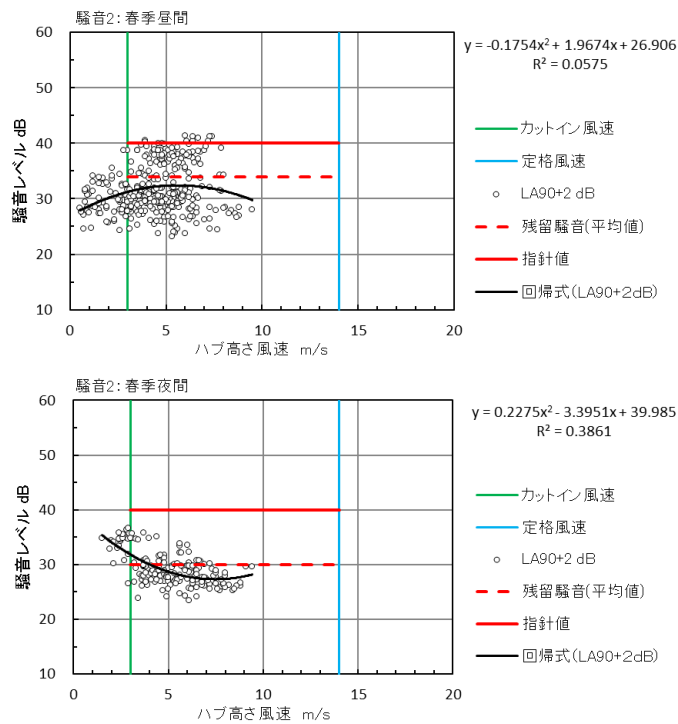 騒音2：春季昼間
y = -0.1754x² + 1.9674x + 26.906
R² = 0.0575
60
50
40
30
20
10
0
5
10
15
20
騒音レベル dB
ハブ高さ風速 m/s
カットイン風速
定格風速
LA90+2 dB
残留騒音(平均値)
指針値
回帰式(LA90+2dB)
騒音2：春季夜間
y = 0.2275x² - 3.3951x + 39.985
R² = 0.3861
60
50
40
30
20
10
0
5
10
15
20
騒音レベル dB
ハブ高さ風速 m/s
カットイン風速
定格風速
LA90+2 dB
残留騒音(平均値)
指針値
回帰式(LA90+2dB)